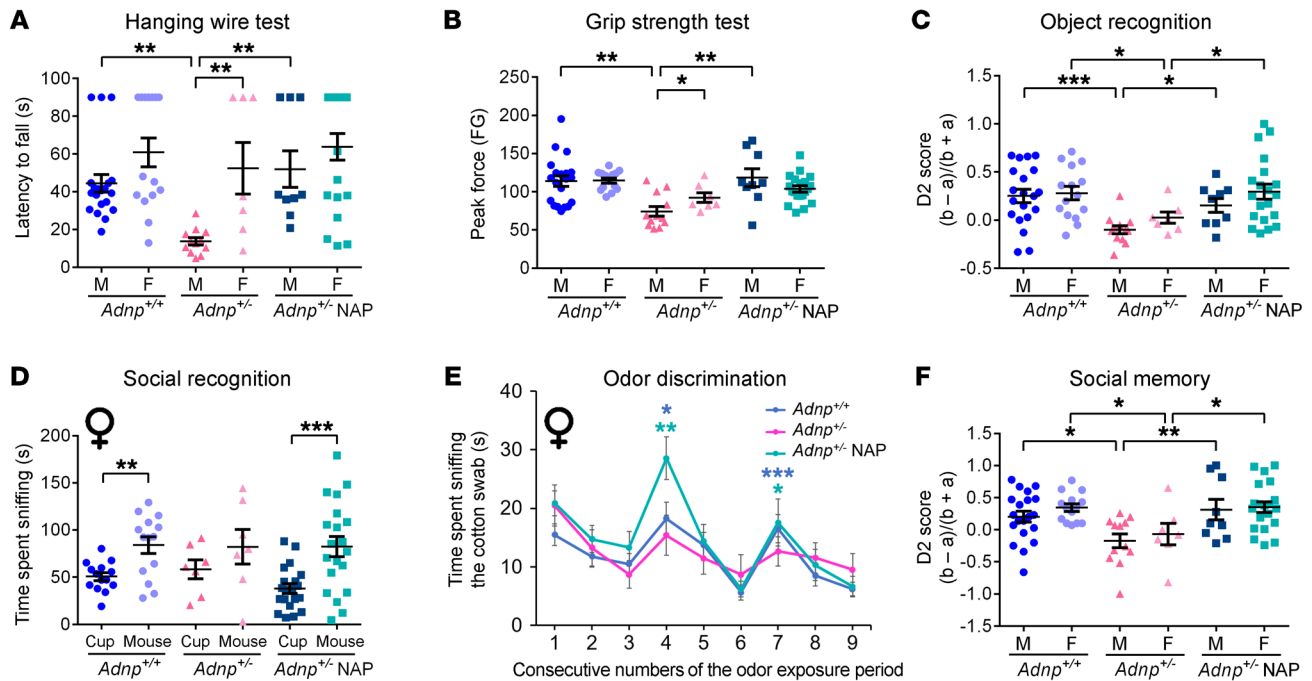 A Hanging wire test
** **
**
Latency to fall (s)
100
80
60
40
20
0
M F M F M F
Adnp+/+ Adnp+/- Adnp+/- NAP
B Grip strength test
** **
*
Peak force (FG)
250
200
150
100
50
0
M F M F M F
Adnp+/+ Adnp+/- Adnp+/- NAP
C Object recognition
* *
*** *
D2 score
(b – a)/(b + a)
1.5
1.0
0.5
0.0
-0.5
M F M F M F
Adnp+/+ Adnp+/- Adnp+/- NAP
D Social recognition
♀
***
**
Time spent sniffing (s)
200
150
100
50
0
Cup Mouse Cup Mouse Cup Mouse
Adnp+/+ Adnp+/- Adnp+/- NAP
E Odor discrimination
♀
Adnp+/+
Adnp+/-
Adnp+/- NAP
*
**
***
*
Time spent sniffing
the cotton swab (s)
40
30
20
10
0
1 2 3 4 5 6 7 8 9
Consecutive numbers of the odor exposure period
F Social memory
* *
* **
D2 score
(b – a)/(b + a)
1.5
1.0
0.5
0.0
-0.5
-1.0
-1.5
M F M F M F
Adnp+/+ Adnp+/- Adnp+/- NAP